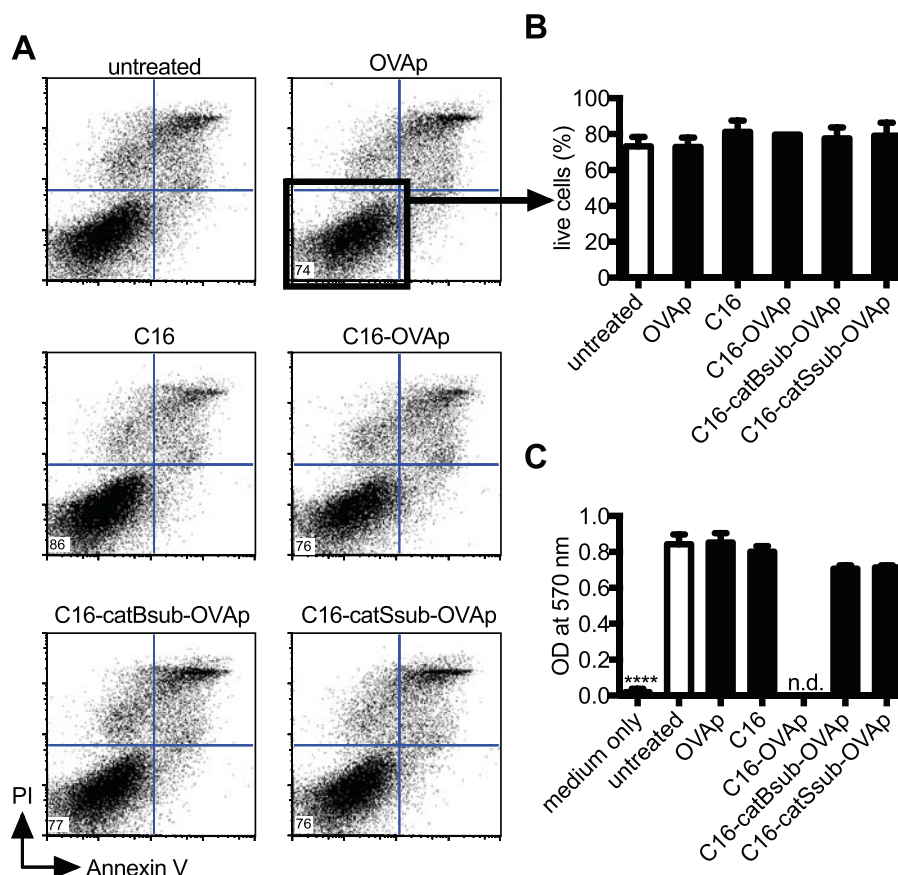 A
untreated
OVAp
74
C16
C16-OVAp
86
76
C16-catBsub-OVAp
C16-catSsub-OVAp
77
76
PI
Annexin V
B
live cells (%)
100
80
60
40
20
0
untreated
OVAp
C16
C16-OVAp
C16-catBsub-OVAp
C16-catSsub-OVAp
C
OD at 570 nm
1.0
0.8
0.6
0.4
0.2
0.0
****
n.d.
medium only
untreated
OVAp
C16
C16-OVAp
C16-catBsub-OVAp
C16-catSsub-OVAp